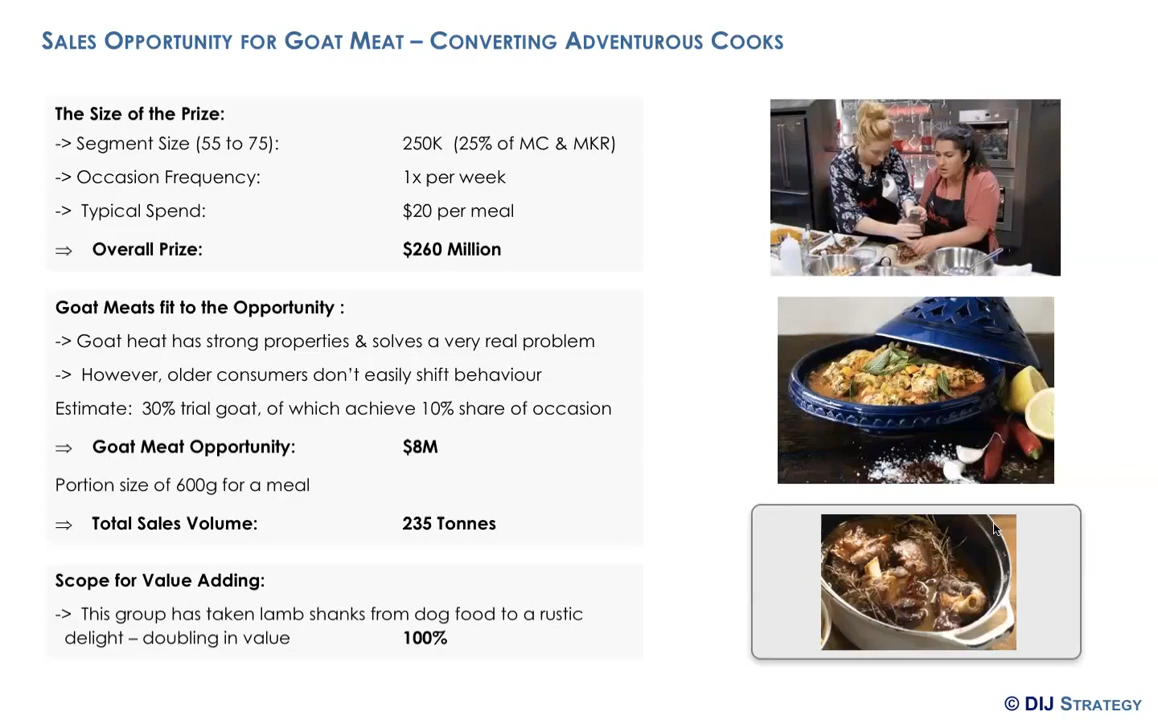 Sales Opportunity for Goat Meat – Converting Adventurous Cooks
The Size of the Prize:
-> Segment Size (55 to 75): 250K (25% of MC & MKR)
-> Occasion Frequency: 1x per week
-> Typical Spend: $20 per meal
⇒ Overall Prize: $260 Million
Goat Meats fit to the Opportunity :
-> Goat heat has strong properties & solves a very real problem
-> However, older consumers don't easily shift behaviour
Estimate: 30% trial goat, of which achieve 10% share of occasion
⇒ Goat Meat Opportunity: $8M
Portion size of 600g for a meal
⇒ Total Sales Volume: 235 Tonnes
Scope for Value Adding:
-> This group has taken lamb shanks from dog food to a rustic
delight – doubling in value 100%
© DIJ Strategy